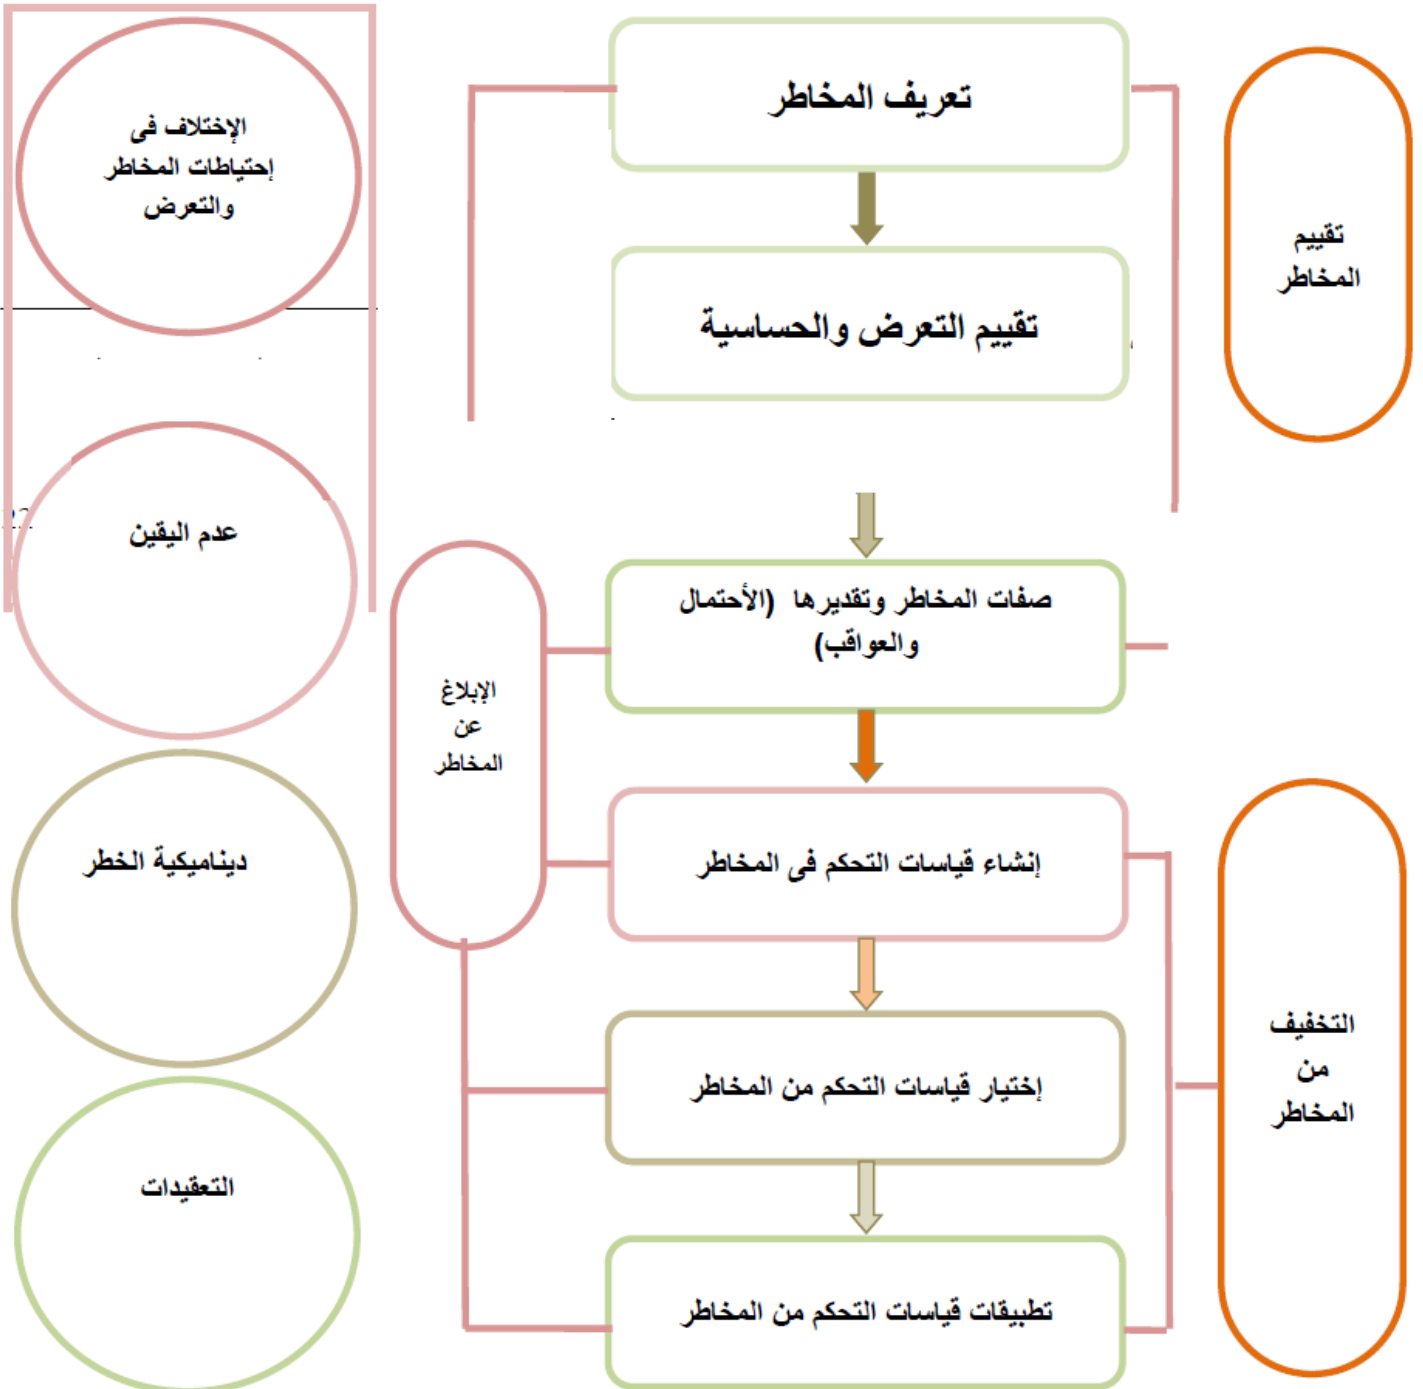 تعريف المخاطر
تقييم التعرض والحساسية
صفات المخاطر وتقديرها (الأحتمال
والعواقب)
إنشاء قياسات التحكم فى المخاطر
إختيار قياسات التحكم من المخاطر
تطبيقات قياسات التحكم من المخاطر
تقييم
المخاطر
التخفيف
من
المخاطر
الإبلاغ
عن
المخاطر
الإختلاف فى
إحتياطات المخاطر
والتعرض
عدم اليقين
ديناميكية الخطر
التعقيدات